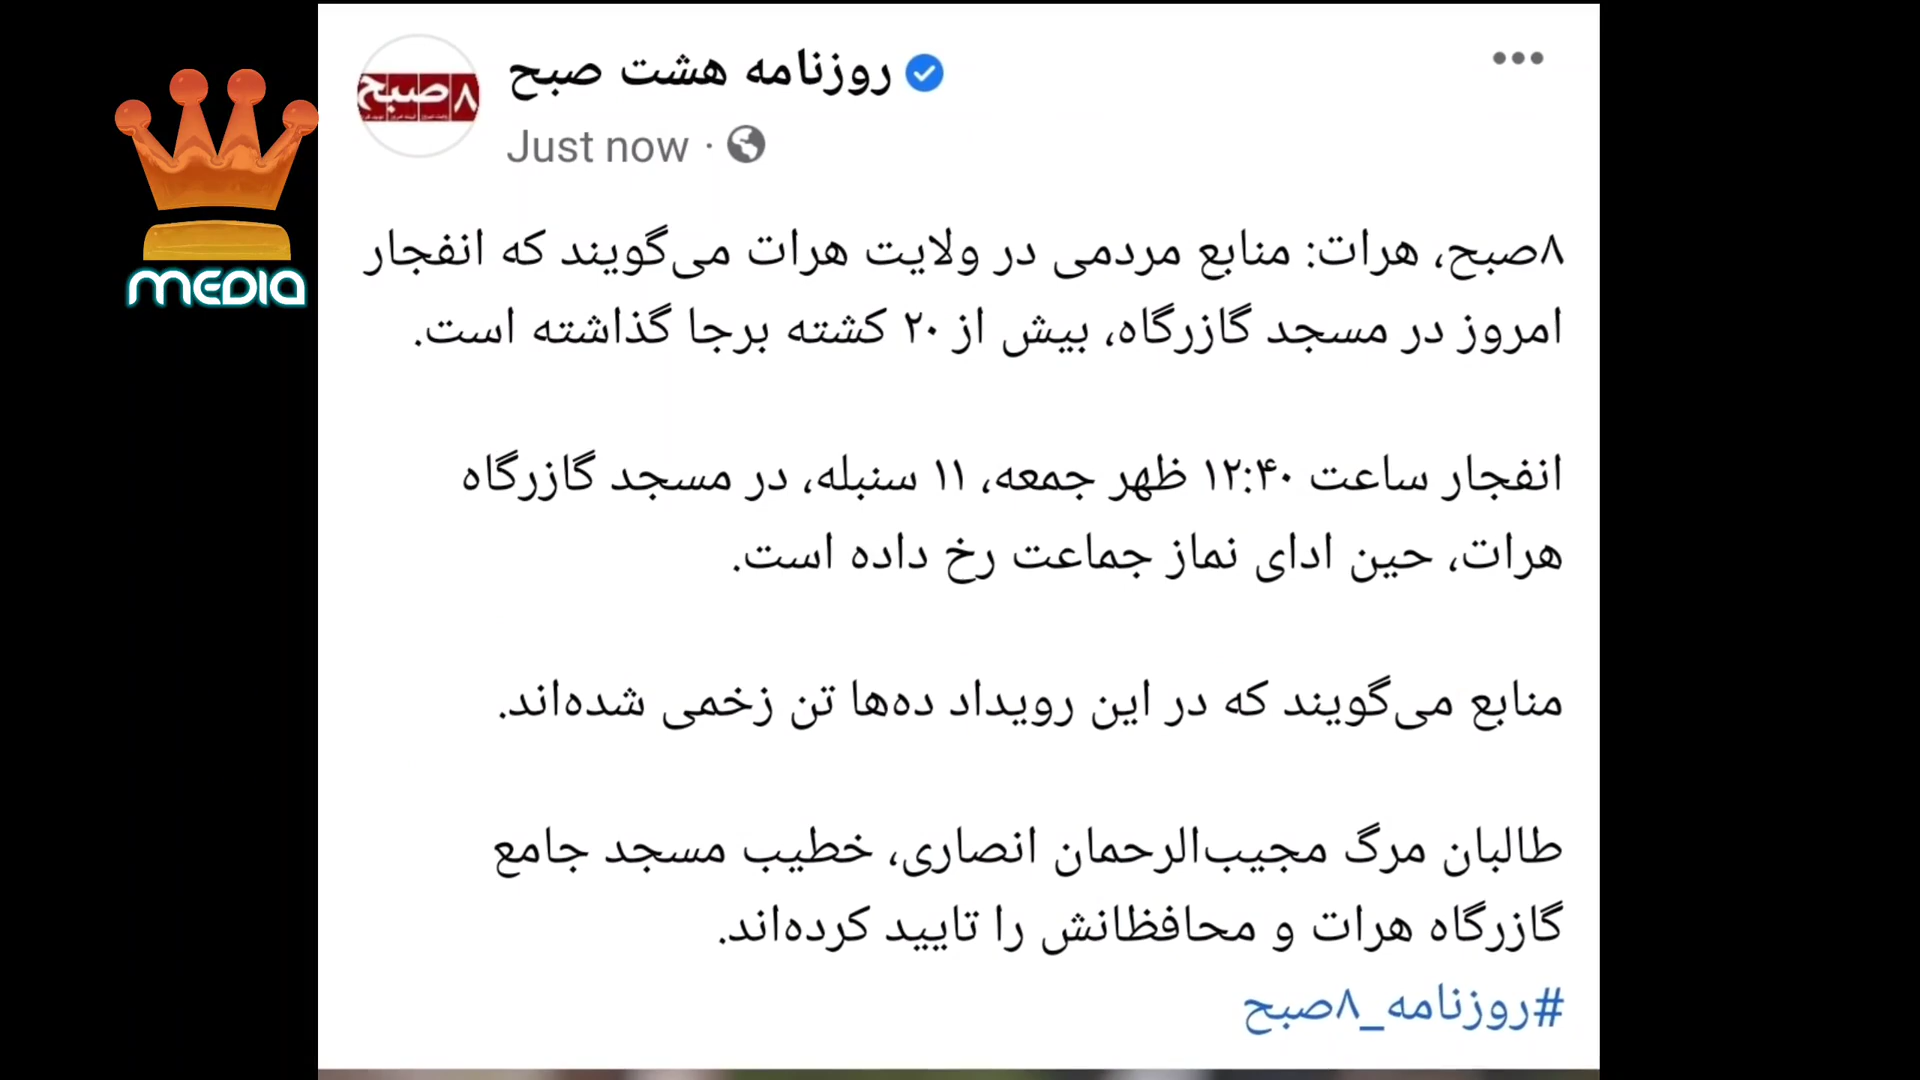 MEDIA
۸صبح
روزنامه هشت صبح
Just now ·
۸صبح، هرات: منابع مردمی در ولایت هرات می‌گویند که انفجار
امروز در مسجد گازرگاه، بیش از ۲۰ کشته برجا گذاشته است.
انفجار ساعت ۱۲:۴۰ ظهر جمعه، ۱۱ سنبله، در مسجد گازرگاه
هرات، حین ادای نماز جماعت رخ داده است.
منابع می‌گویند که در این رویداد ده‌ها تن زخمی شده‌اند.
طالبان مرگ مجیب‌الرحمان انصاری، خطیب مسجد جامع
گازرگاه هرات و محافظانش را تایید کرده‌اند.
#روزنامه_۸صبح